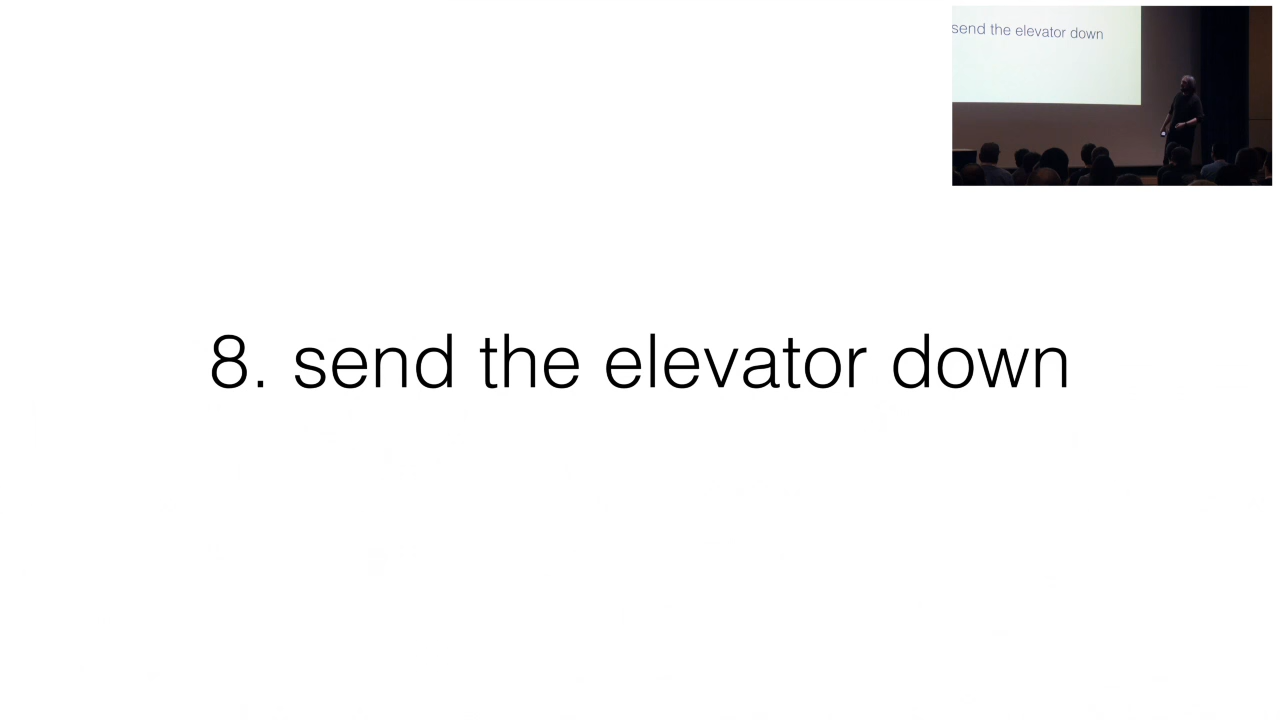 send the elevator down
8. send the elevator down